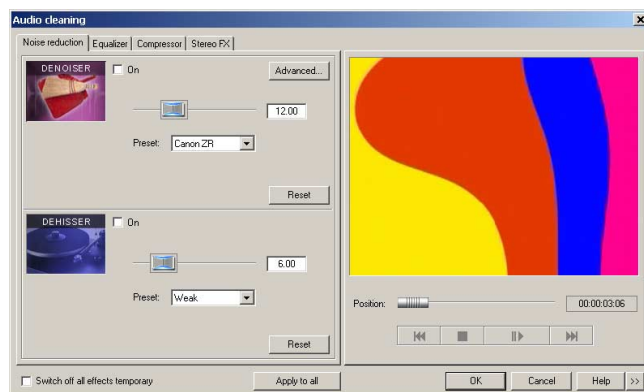 Audio cleaning
Noise reduction Equalizer Compressor Stereo FX
DENOISER On Advanced...
12.00
Preset: Canon ZR
Reset
DEHISSER On
6.00
Preset: Weak
Reset
Position: 00:00:03:06
Switch off all effects temporary Apply to all OK Cancel Help >>